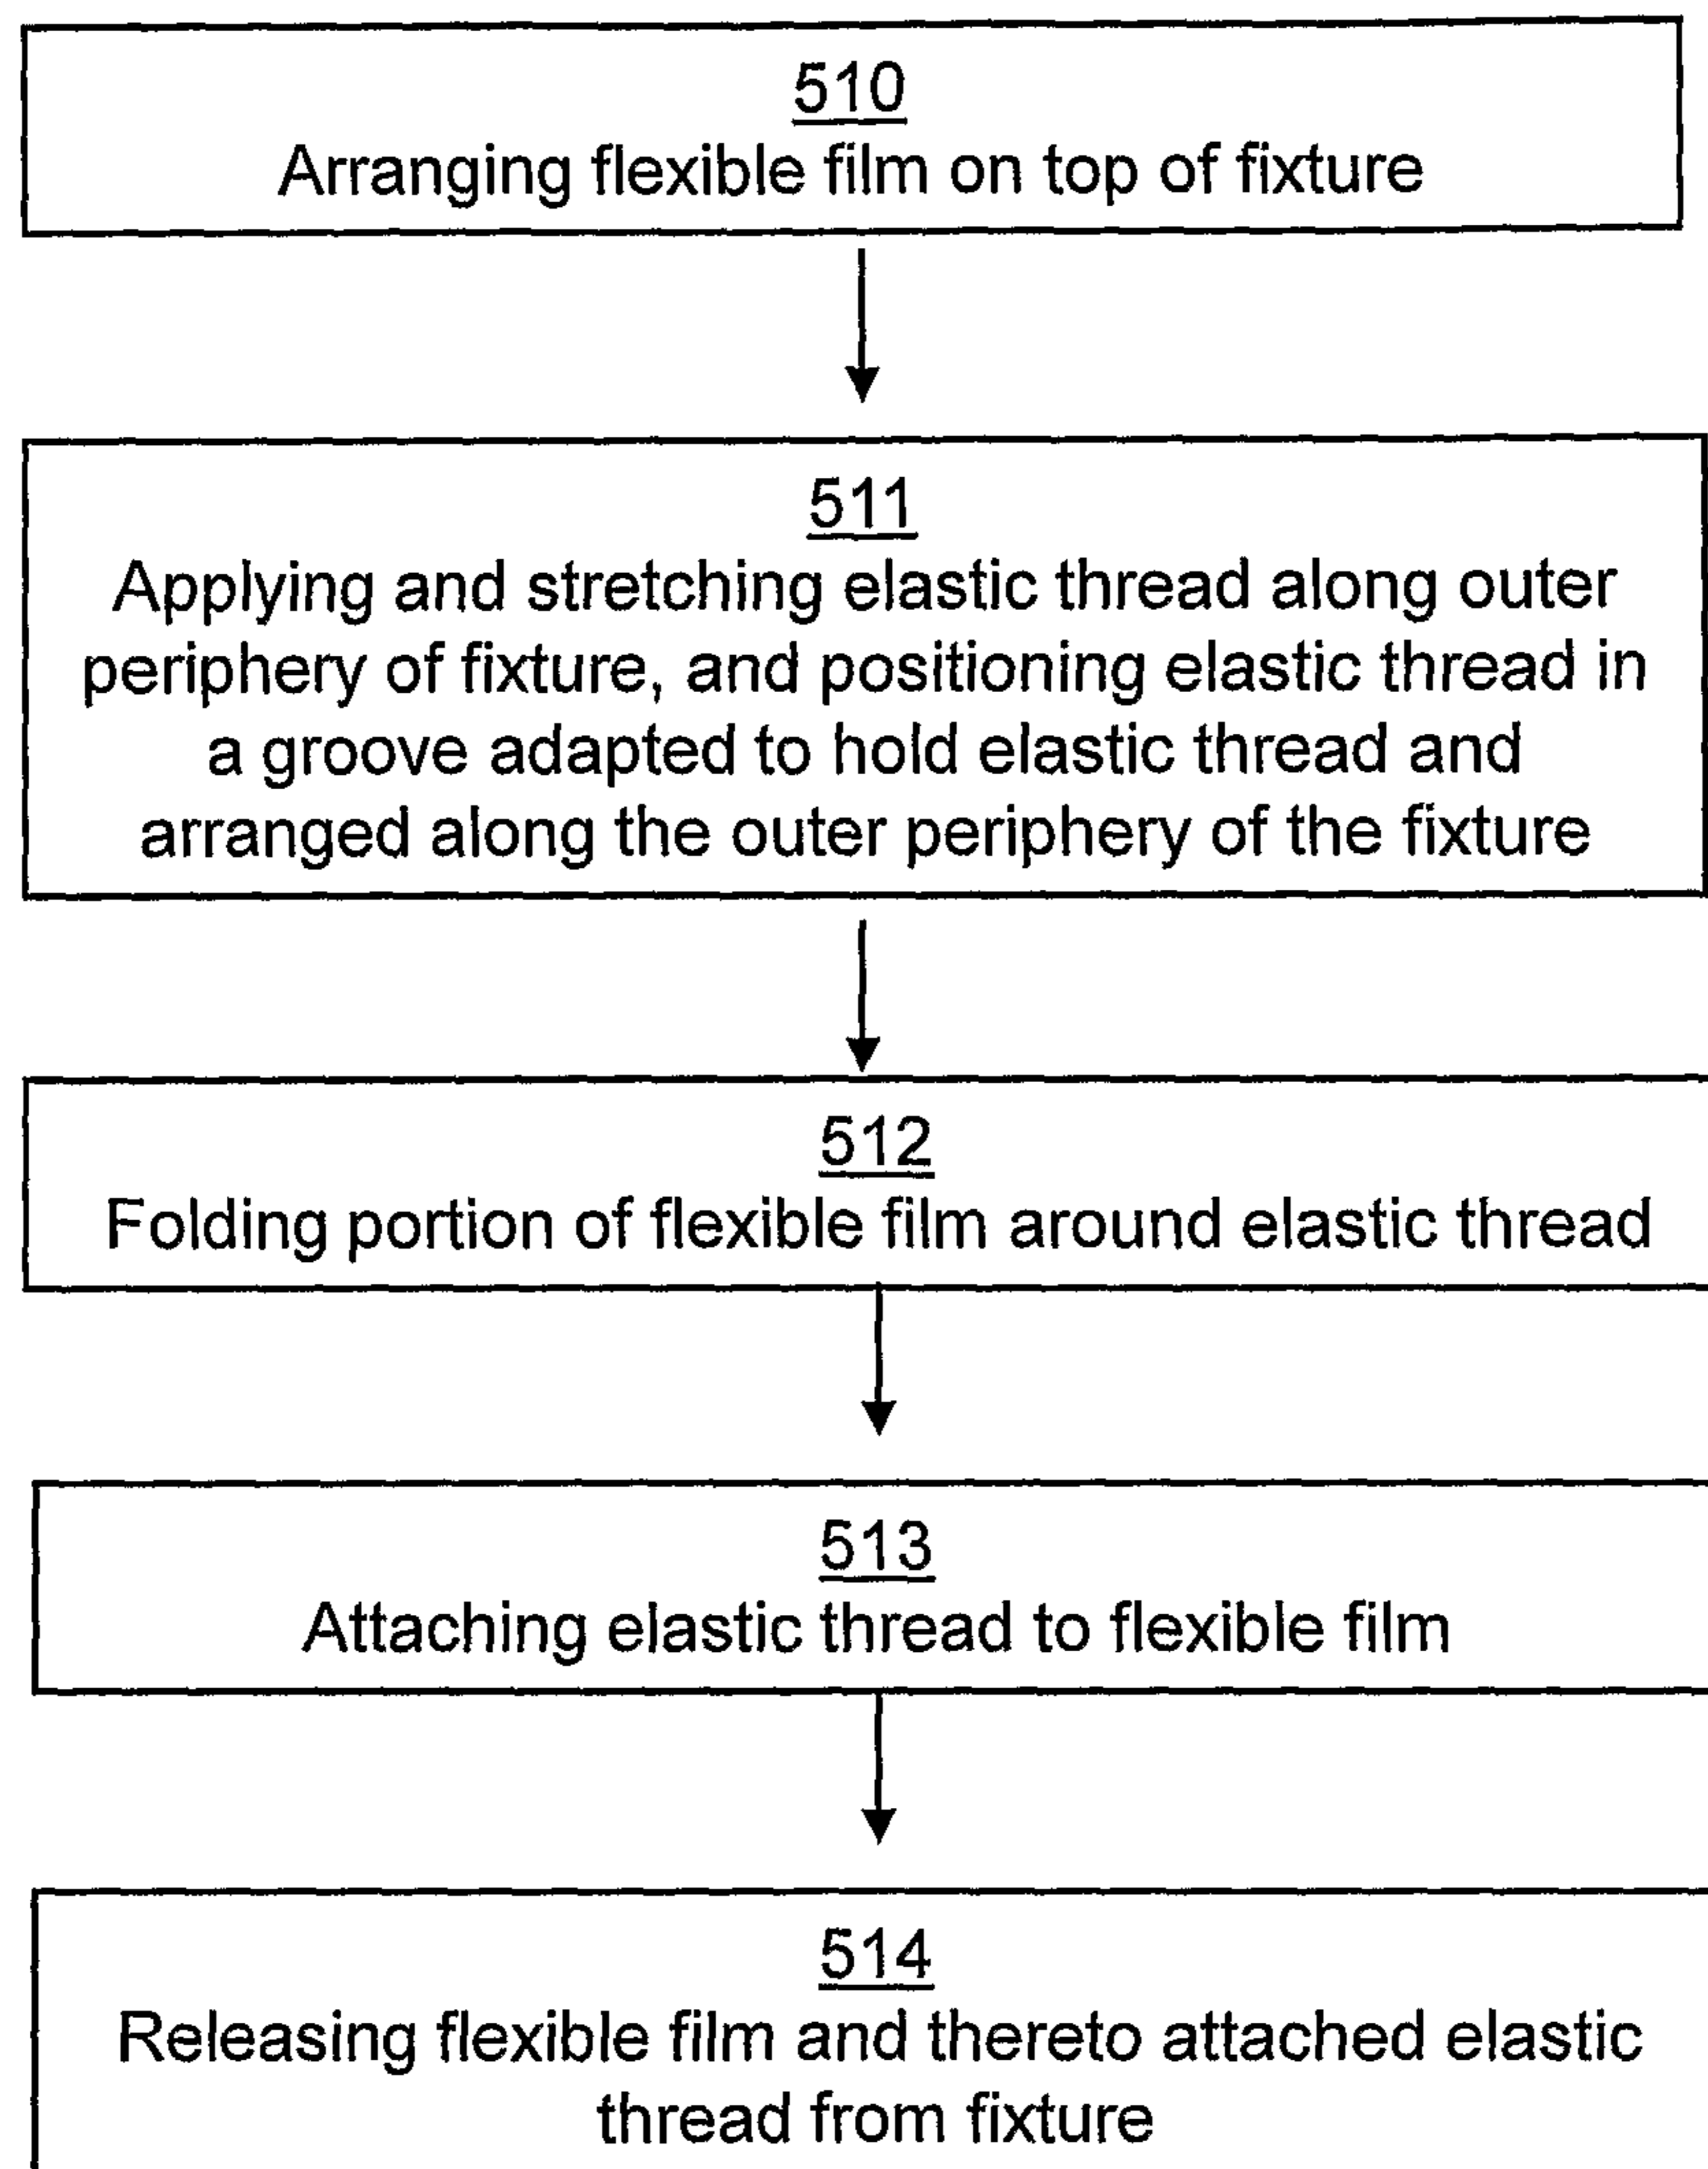 510
Arranging flexible film on top of fixture
511
Applying and stretching elastic thread along outer
periphery of fixture, and positioning elastic thread in
a groove adapted to hold elastic thread and
arranged along the outer periphery of the fixture
512
Folding portion of flexible film around elastic thread
513
Attaching elastic thread to flexible film
514
Releasing flexible film and thereto attached elastic
thread from fixture